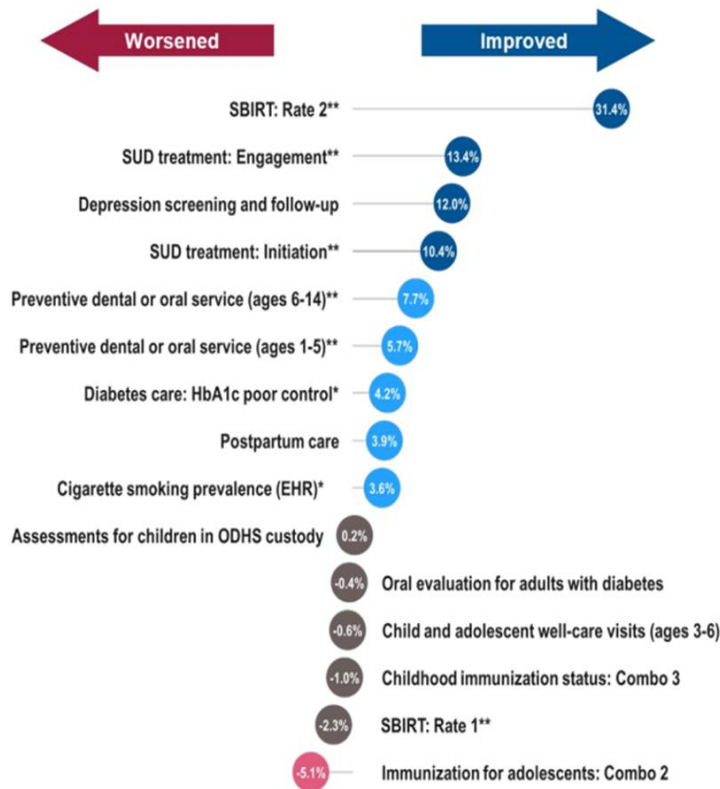 Worsened Improved
SBIRT: Rate 2** 31.4%
SUD treatment: Engagement** 13.4%
Depression screening and follow-up 12.0%
SUD treatment: Initiation** 10.4%
Preventive dental or oral service (ages 6-14)** 7.7%
Preventive dental or oral service (ages 1-5)** 5.7%
Diabetes care: HbA1c poor control* 4.2%
Postpartum care 3.9%
Cigarette smoking prevalence (EHR)* 3.6%
Assessments for children in ODHS custody 0.2%
-0.4% Oral evaluation for adults with diabetes
-0.6% Child and adolescent well-care visits (ages 3-6)
-1.0% Childhood immunization status: Combo 3
-2.3% SBIRT: Rate 1**
-5.1% Immunization for adolescents: Combo 2